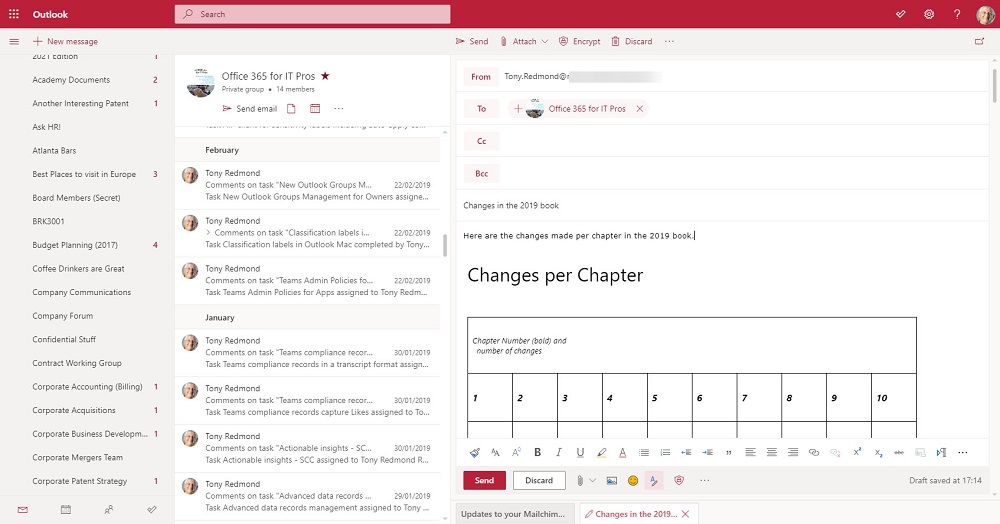 Outlook
Search
New message
2021 Edition 1
Academy Documents 2
Another Interesting Patent 1
Ask HR!
Atlanta Bars
Best Places to visit in Europe 3
Board Members (Secret)
BRK3001
Budget Planning (2017) 4
Coffee Drinkers are Great
Company Communications
Company Forum
Confidential Stuff
Contract Working Group
Corporate Accounting (Billing) 1
Corporate Acquisitions 1
Corporate Business Developm... 1
Corporate Mergers Team
Corporate Patent Strategy 1
Office 365 for IT Pros
Private group • 14 members
Send email
February
Tony Redmond
Comments on task "New Outlook Groups M... 22/02/2019
Task New Outlook Groups Management for Owners assigne...
Tony Redmond
Comments on task "Classification labels i... 22/02/2019
Task Classification labels in Outlook Mac completed by Tony...
Tony Redmond
Comments on task "Teams Admin Policies fo... 22/02/2019
Task Teams Admin Policies for Apps assigned to Tony Redm...
January
Tony Redmond
Comments on task "Teams compliance recor... 30/01/2019
Task Teams compliance records in a transcript format assign...
Tony Redmond
Comments on task "Teams compliance recor... 30/01/2019
Task Teams compliance records capture Likes assigned to To...
Tony Redmond
Comments on task "Actionable insights - SCC... 30/01/2019
Task Actionable insights - SCC assigned to Tony Redmond R...
Tony Redmond
Comments on task "Advanced data records ... 29/01/2019
Task Advanced data records management assigned to Tony ...
Send Attach Encrypt Discard ...
From Tony.Redmond@
To Office 365 for IT Pros
Cc
Bcc
Changes in the 2019 book
Here are the changes made per chapter in the 2019 book.
Changes per Chapter
Chapter Number (bold) and
number of changes
1 2 3 4 5 6 7 8 9 10
Send Discard Draft saved at 17:14
Updates to your Mailchim... Changes in the 2019...